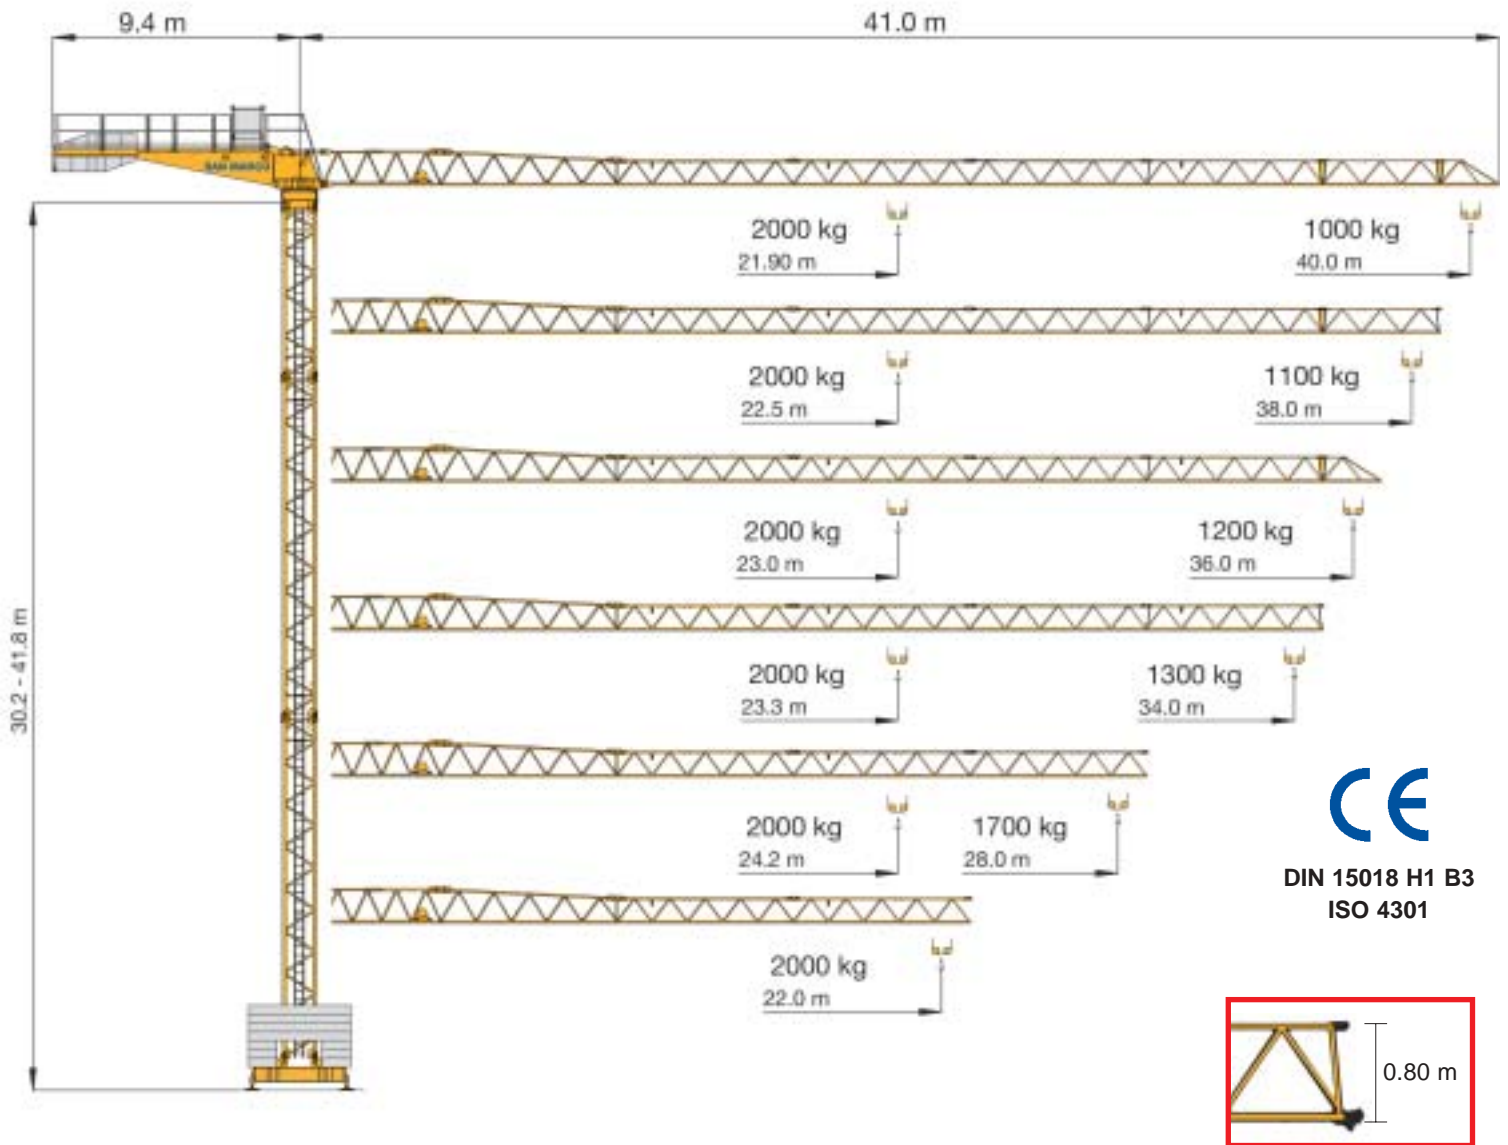 9.4 m
41.0 m
SAN MARCO
2000 kg
21.90 m
1000 kg
40.0 m
2000 kg
22.5 m
1100 kg
38.0 m
2000 kg
23.0 m
1200 kg
36.0 m
30.2 - 41.8 m
2000 kg
23.3 m
1300 kg
34.0 m
2000 kg
24.2 m
1700 kg
28.0 m
CE
DIN 15018 H1 B3
ISO 4301
2000 kg
22.0 m
0.80 m